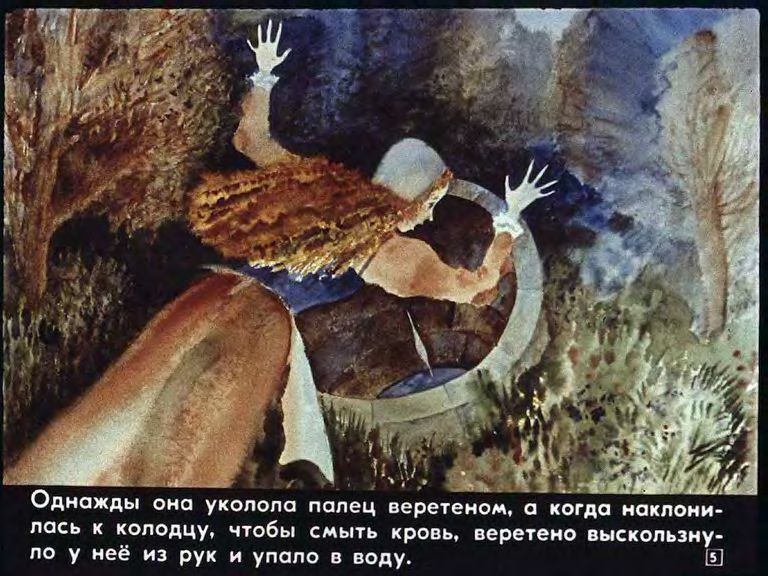 Однажды она уколола палец веретеном, а когда наклони-
лась к колодцу, чтобы смыть кровь, веретено выскользну-
ло у неё из рук и упало в воду.
5